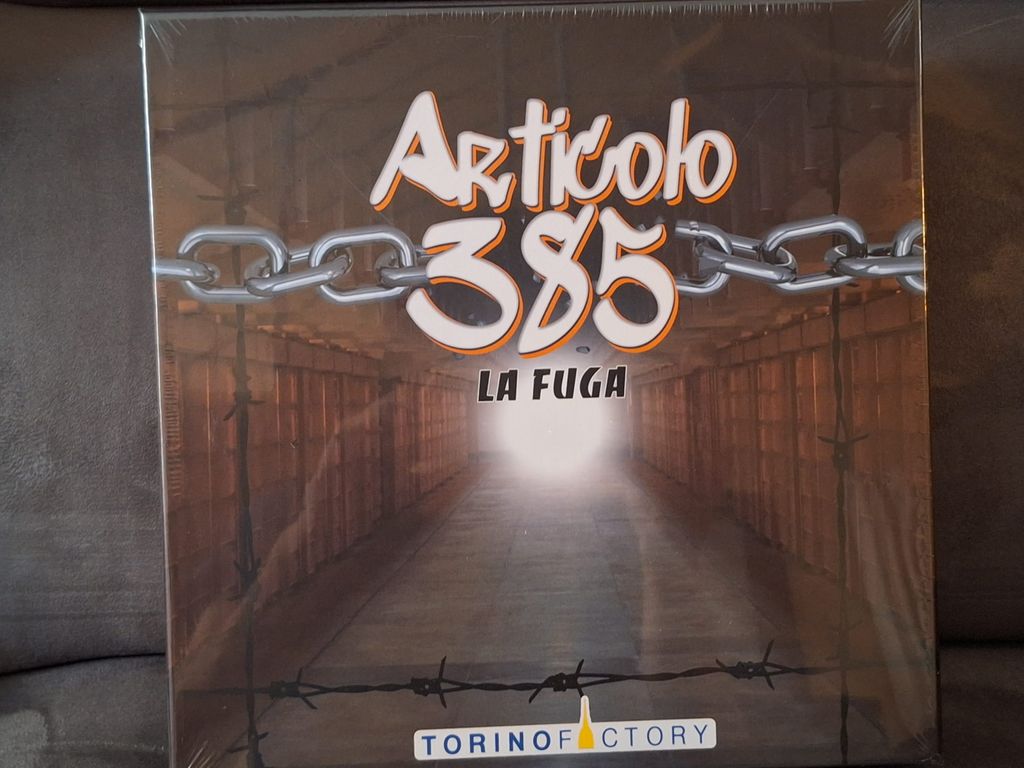 Articolo
385
LA FUGA
TORINOFACTORY